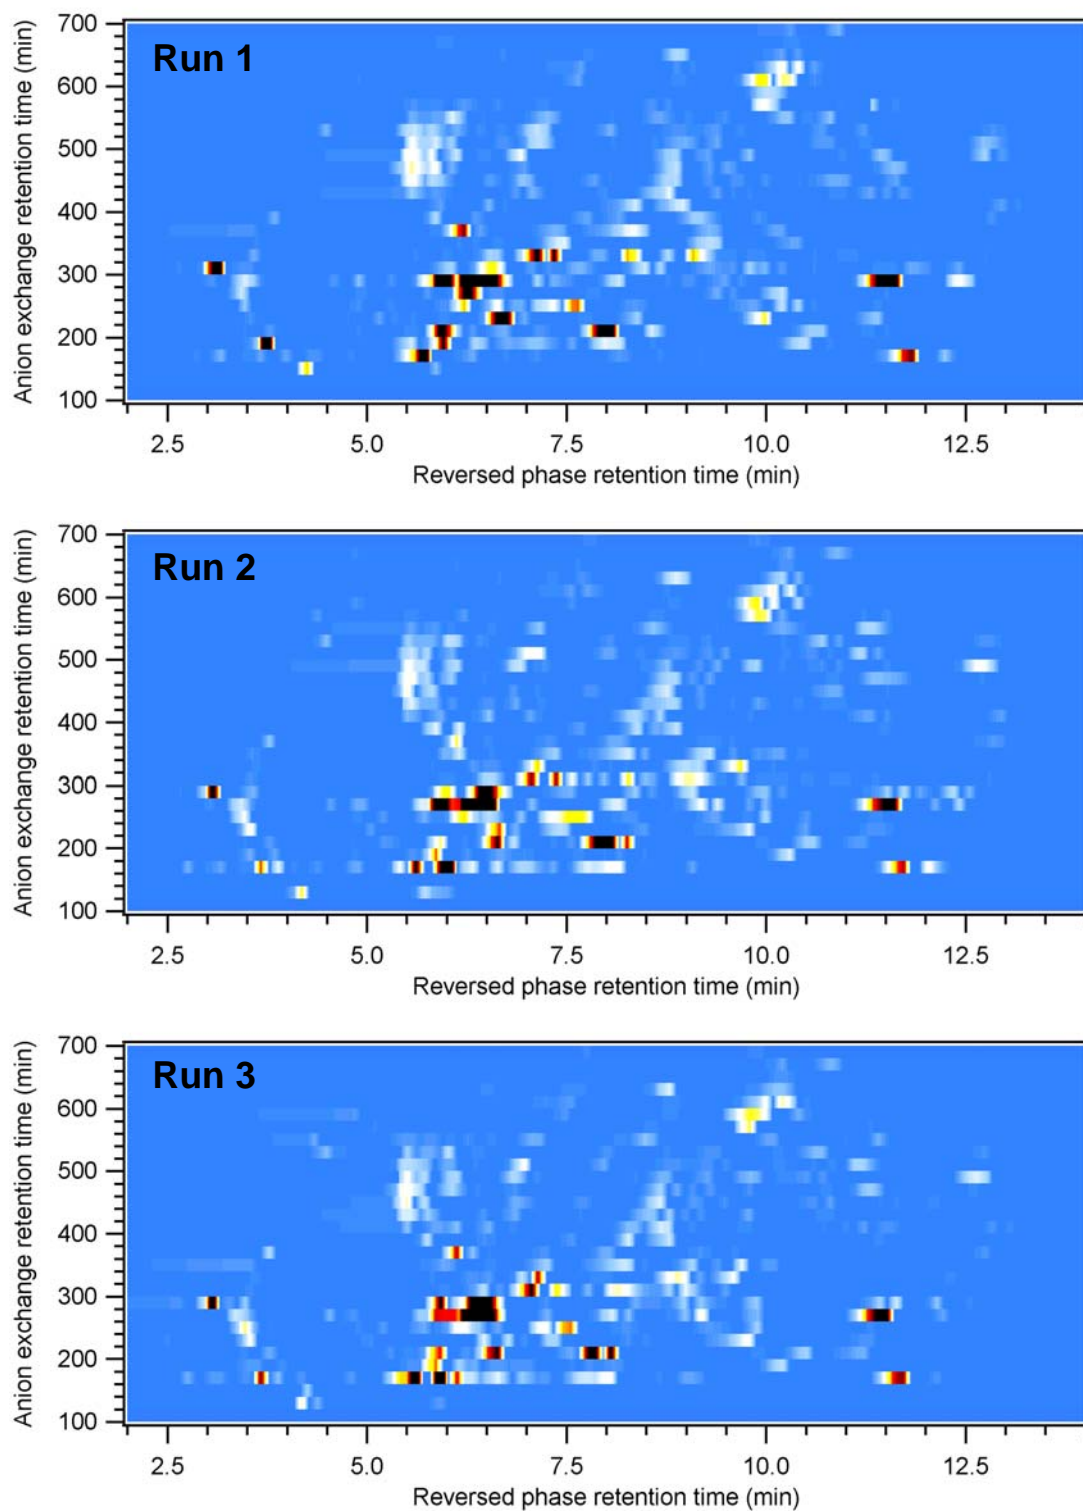 Run 1
Anion exchange retention time (min)
700
600
500
400
300
200
100
2.5 5.0 7.5 10.0 12.5
Reversed phase retention time (min)
Run 2
Anion exchange retention time (min)
700
600
500
400
300
200
100
2.5 5.0 7.5 10.0 12.5
Reversed phase retention time (min)
Run 3
Anion exchange retention time (min)
700
600
500
400
300
200
100
2.5 5.0 7.5 10.0 12.5
Reversed phase retention time (min)